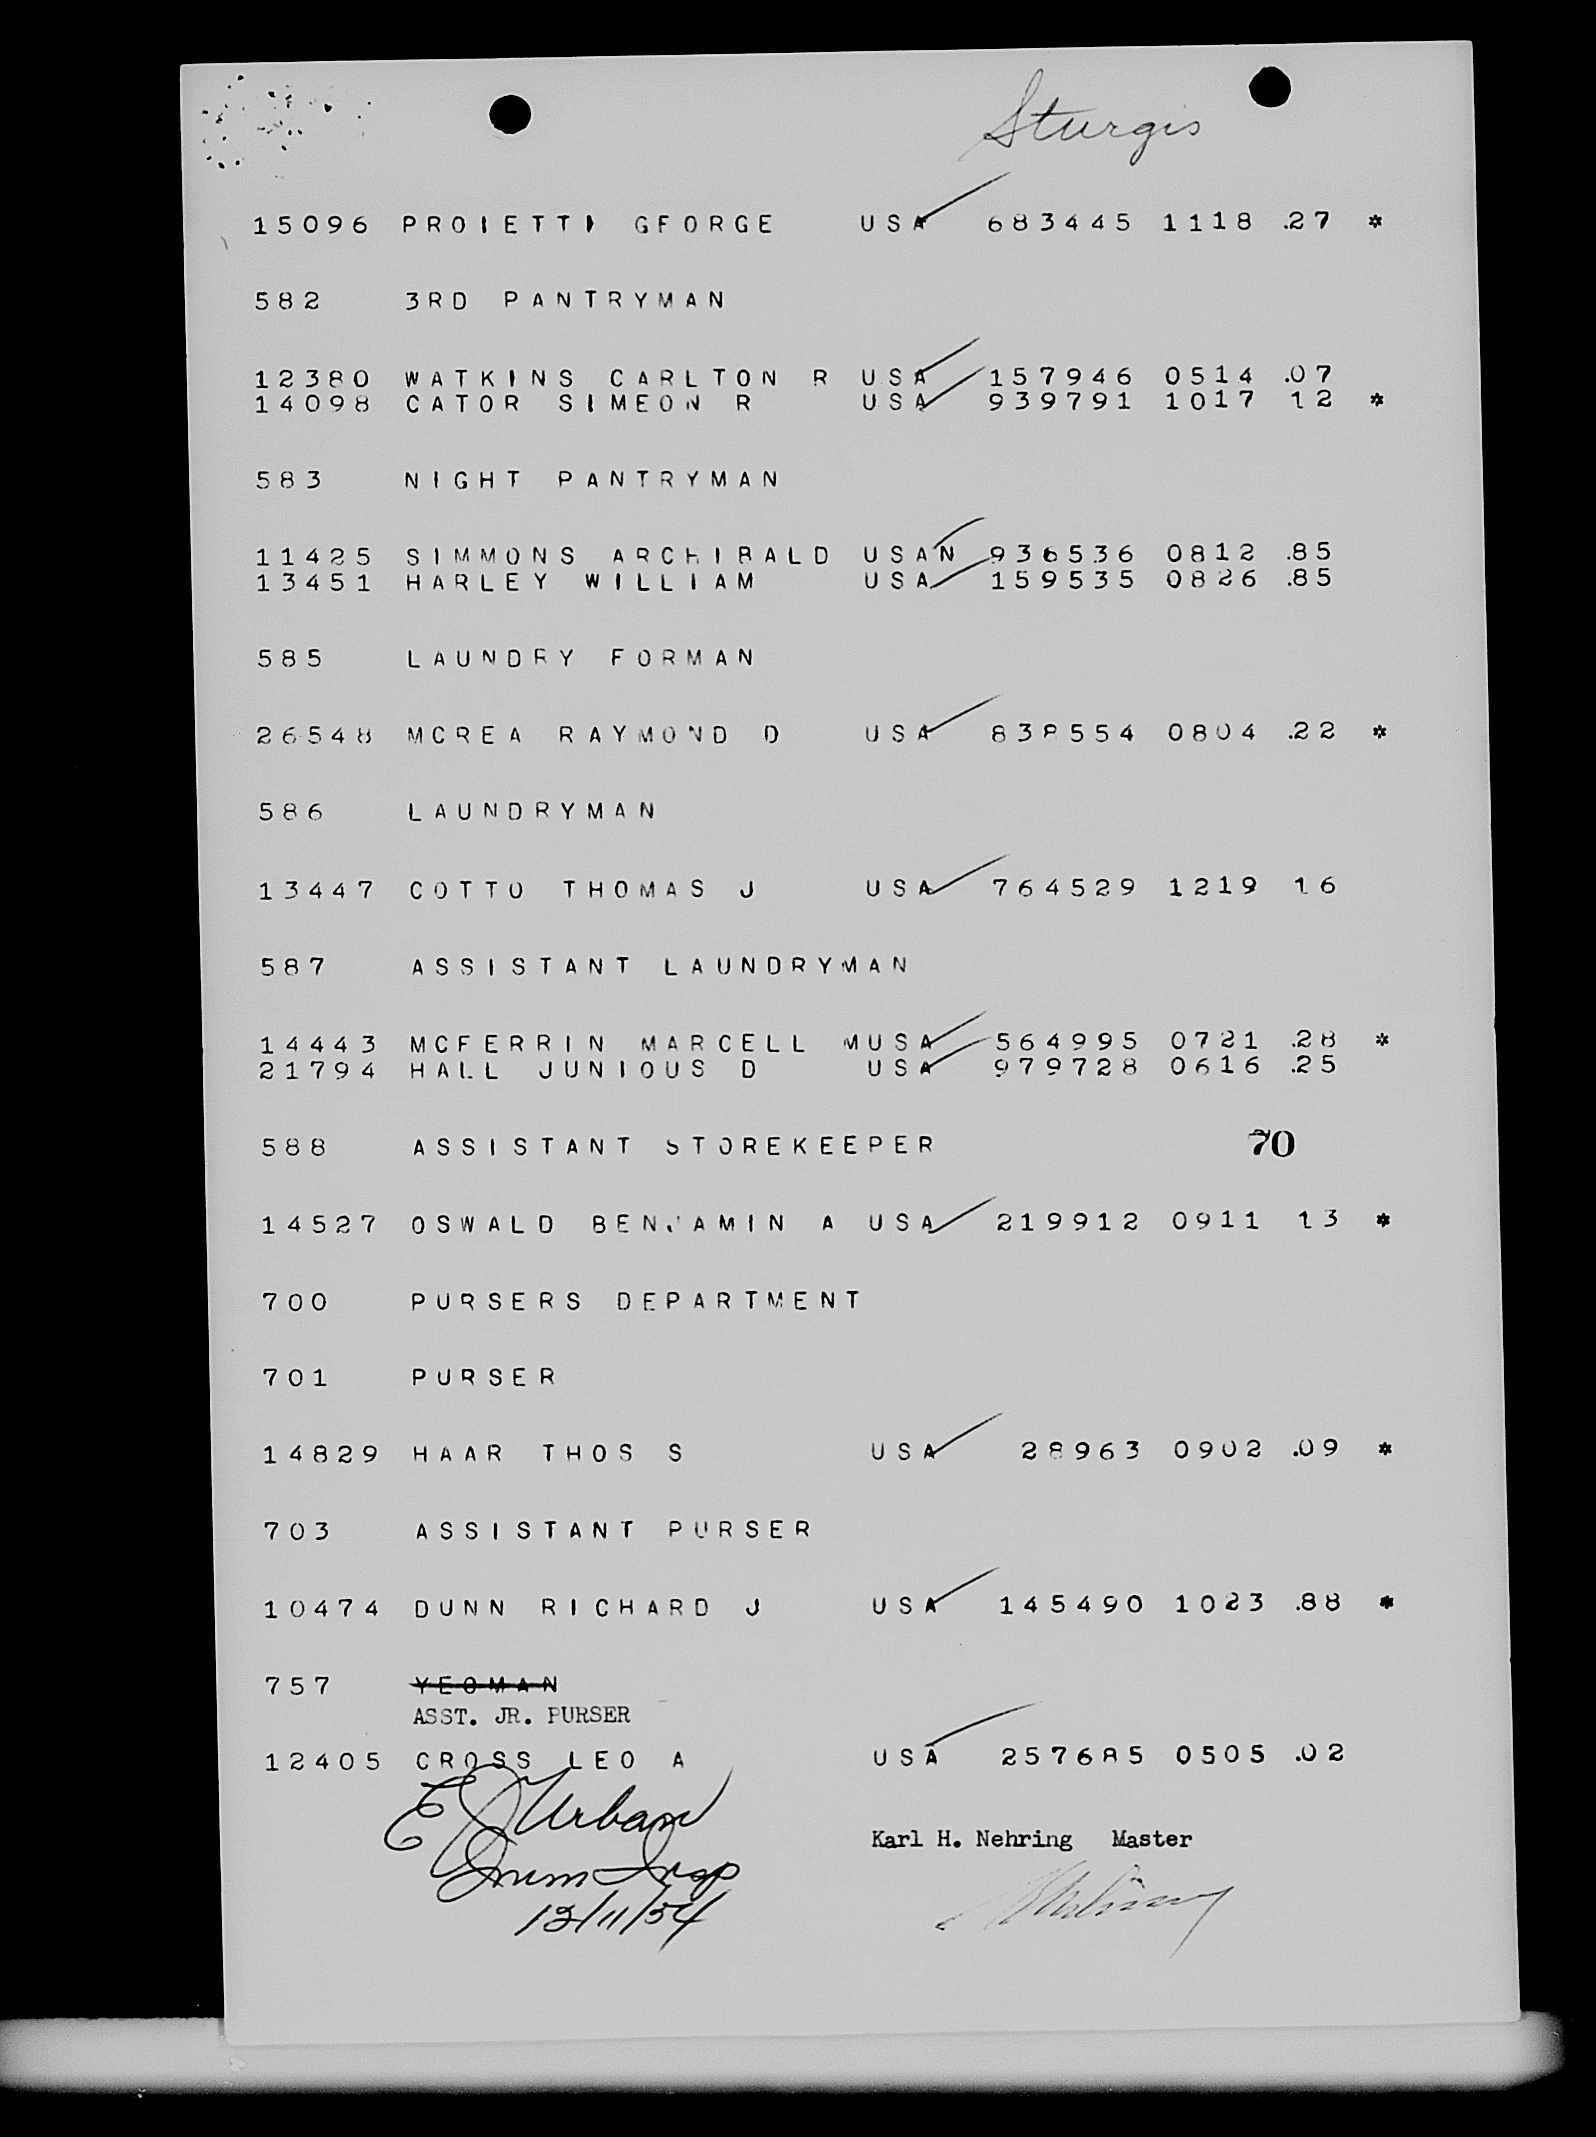 Sturgis
15096 PROIETTI GEORGE USA 683445 1118 .27 *
582 3RD PANTRYMAN
12380 WATKINS CARLTON R USA 157946 0514 .07
14098 CATOR SIMEON R USA 939791 1017 12 *
583 NIGHT PANTRYMAN
11425 SIMMONS ARCHIBALD USAN 936536 0812 .85
13451 HARLEY WILLIAM USA 159535 0826 .85
585 LAUNDRY FORMAN
26548 MCREA RAYMOND D USA 838554 0804 .22 *
586 LAUNDRYMAN
13447 COTTO THOMAS J USA 764529 1219 16
587 ASSISTANT LAUNDRYMAN
14443 MCFERRIN MARCELL MUSA 564995 0721 .28 *
21794 HALL JUNIOUS D USA 979728 0616 .25
588 ASSISTANT STOREKEEPER 70
14527 OSWALD BENJAMIN A USA 219912 0911 13 *
700 PURSERS DEPARTMENT
701 PURSER
14829 HAAR THOS S USA 28963 0902 .09 *
703 ASSISTANT PURSER
10474 DUNN RICHARD J USA 145490 1023 .88 *
757 YEOMAN
ASST. JR. PURSER
12405 CROSS LEO A USA 257685 0505 .02
E J Urban
Karl H. Nehring Master
Imm Insp
12/11/54